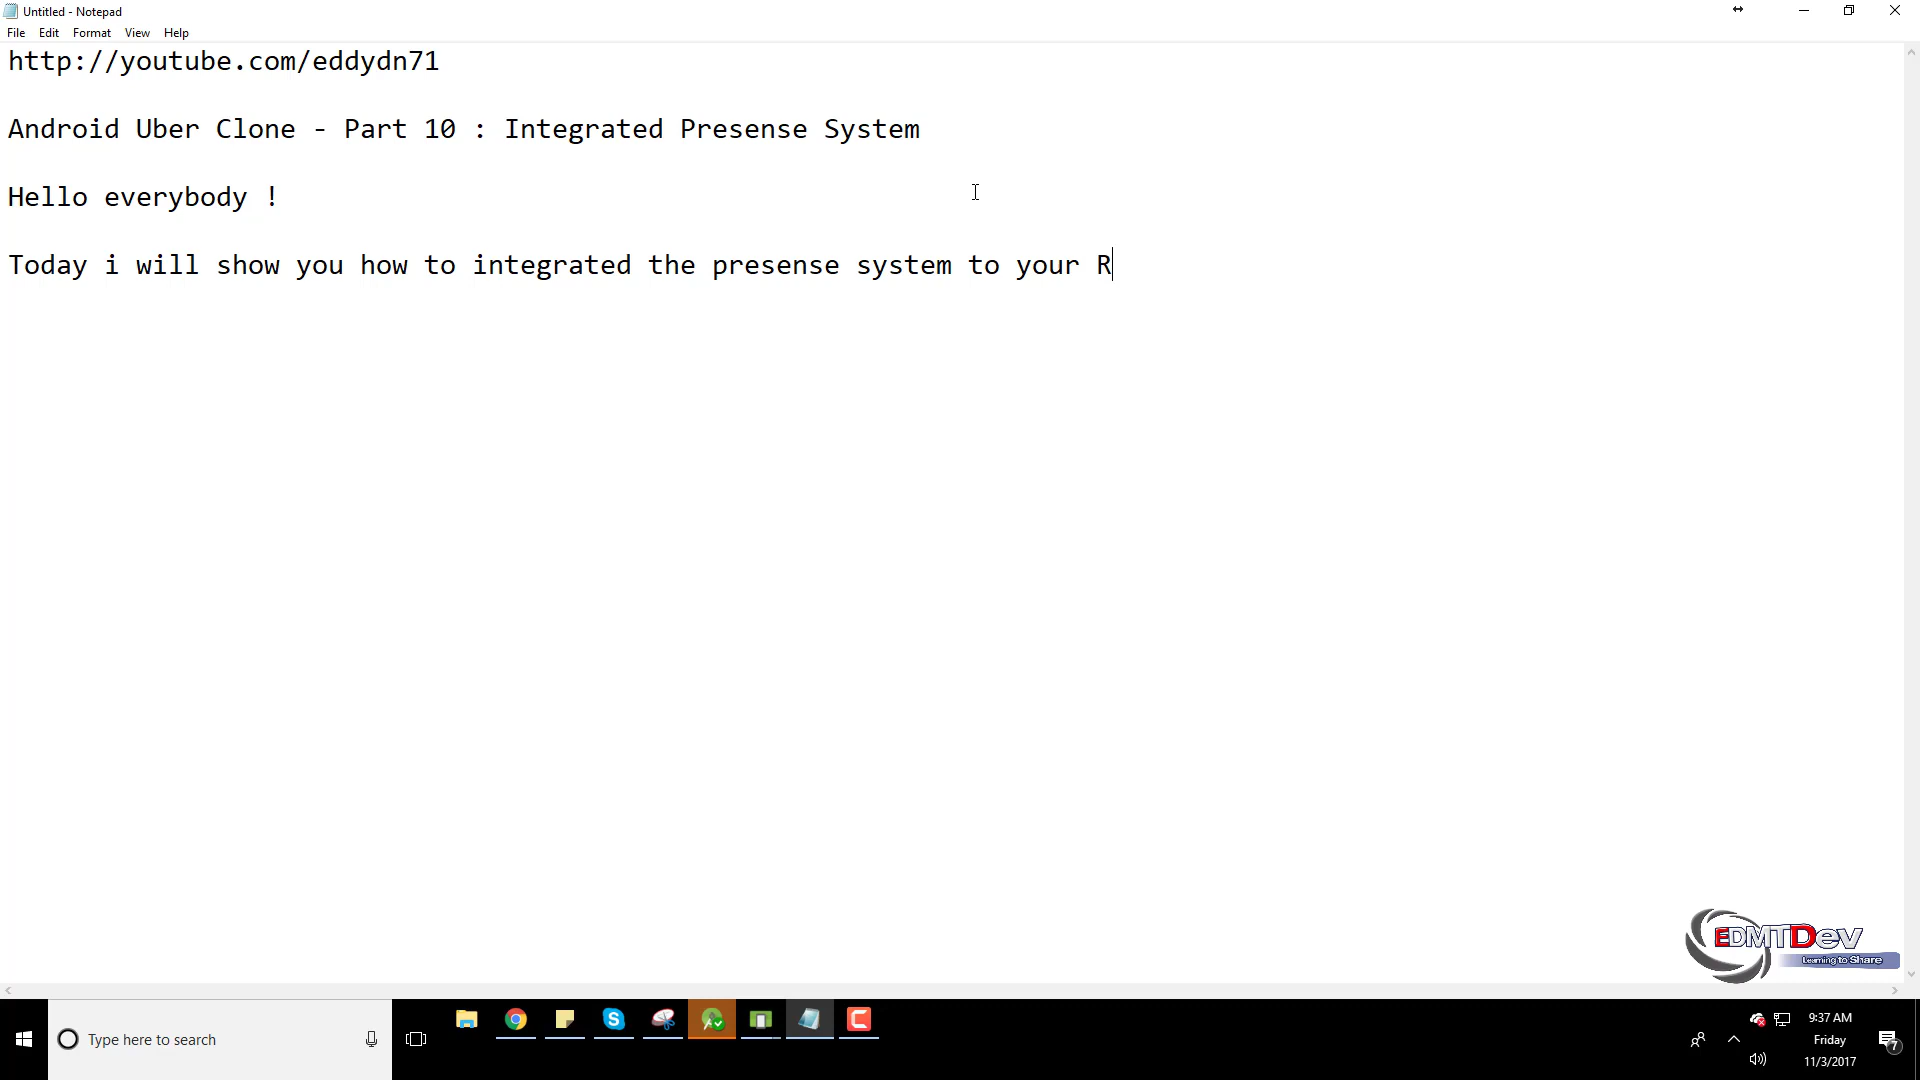 Untitled - Notepad
File Edit Format View Help
http://youtube.com/eddydn71
Android Uber Clone - Part 10 : Integrated Presense System
Hello everybody !
Today i will show you how to integrated the presense system to your R
EDMTDev
Learning to Share
Type here to search
9:37 AM
Friday
11/3/2017
7